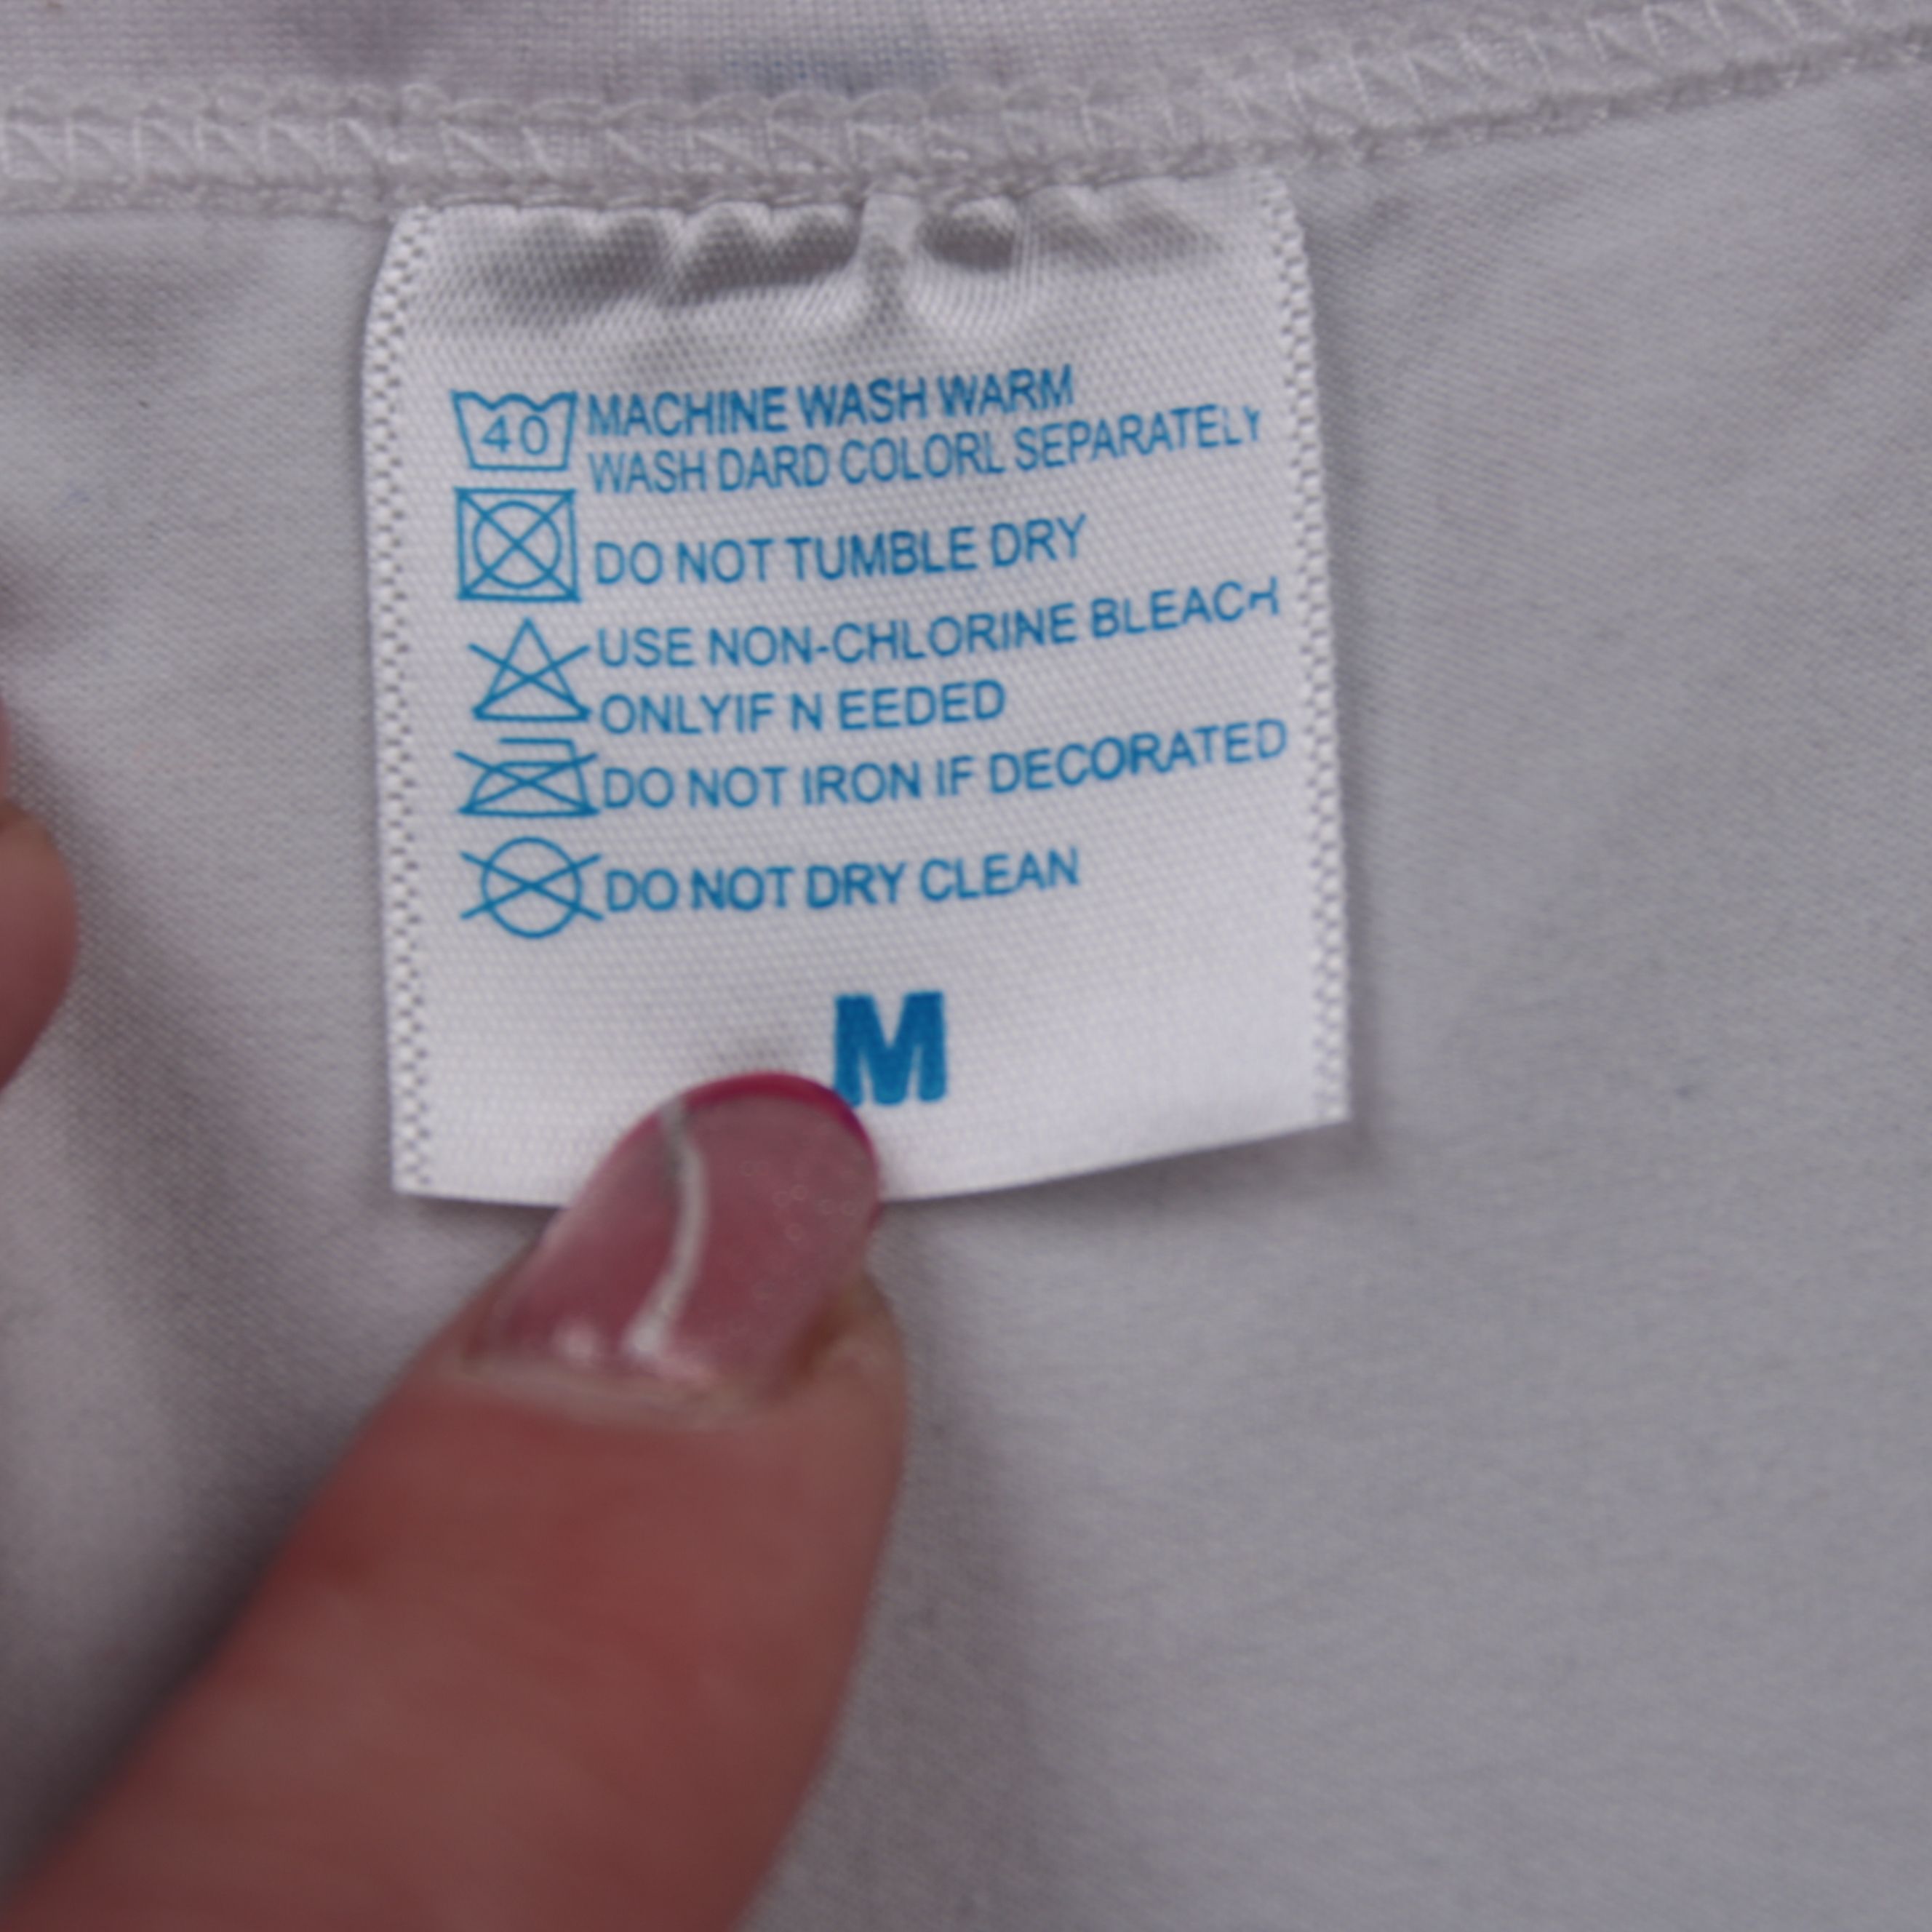 40 MACHINE WASH WARM
WASH DARD COLORL SEPARATELY
DO NOT TUMBLE DRY
USE NON-CHLORINE BLEACH
ONLYIF N EEDED
DO NOT IRON IF DECORATED
DO NOT DRY CLEAN
M